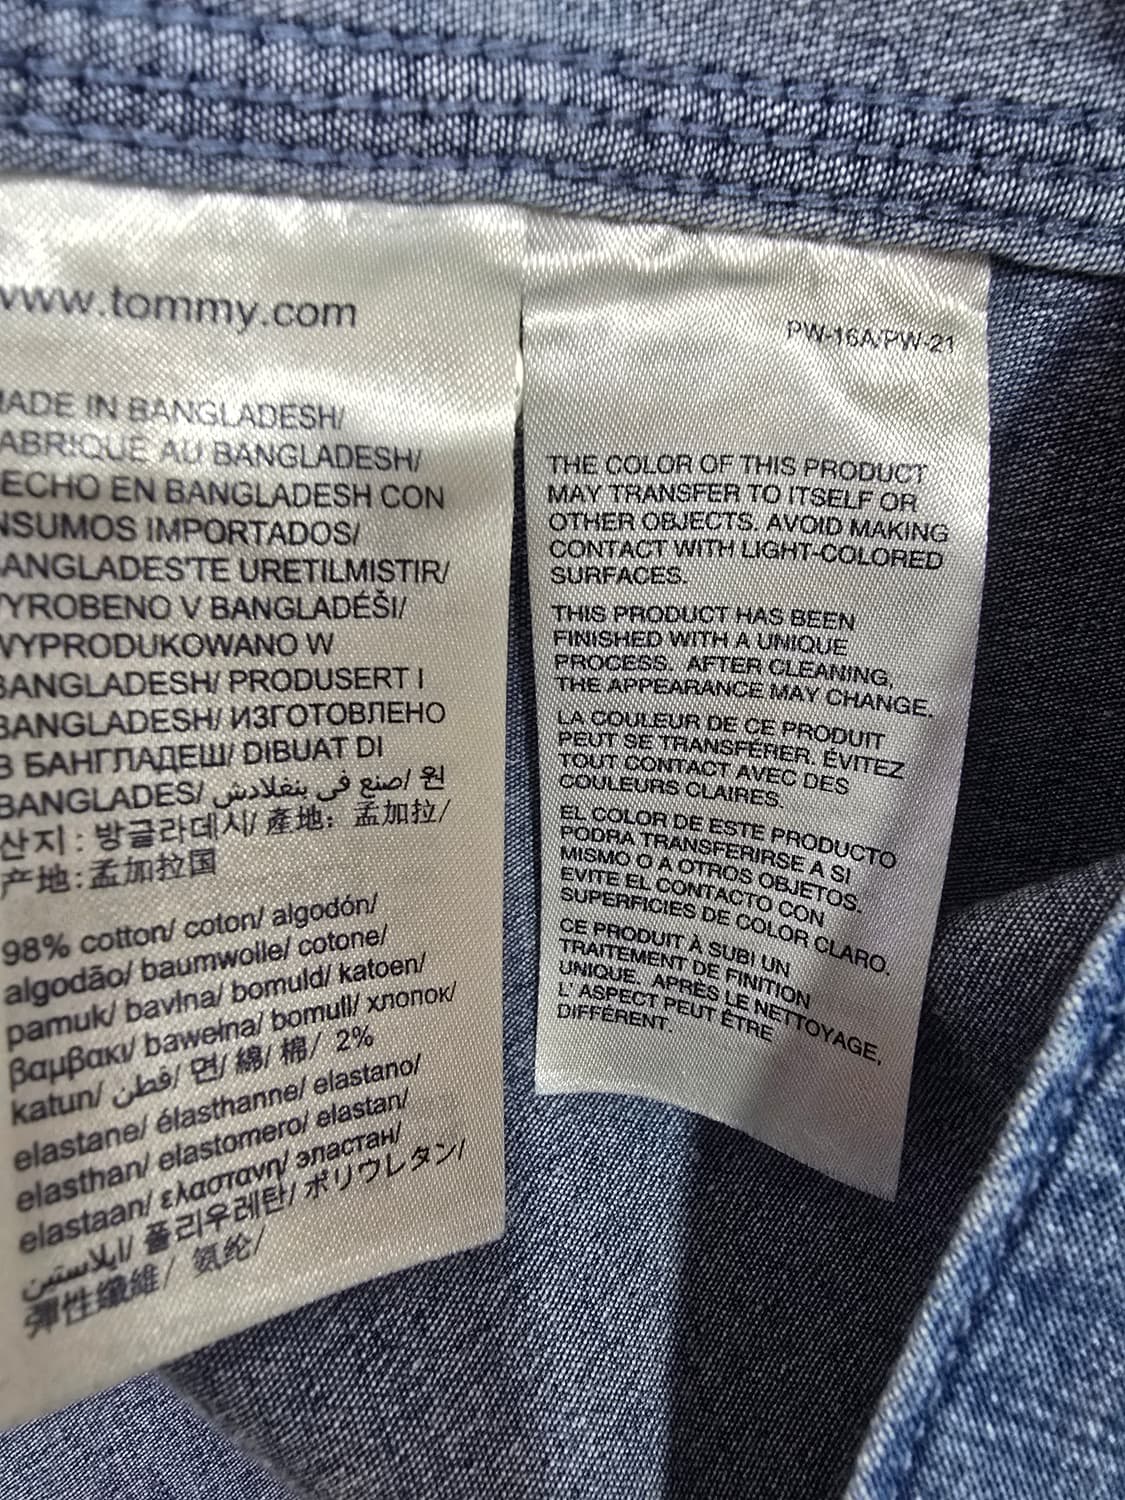 www.tommy.com
MADE IN BANGLADESH/
FABRIQUÉ AU BANGLADESH/
HECHO EN BANGLADESH CON
INSUMOS IMPORTADOS/
BANGLADEŞ'TE URETILMISTIR/
VYROBENO V BANGLADÉŠI/
WYPRODUKOWANO W
BANGLADESH/ PRODUSERT I
BANGLADESH/ ИЗГОТОВЛЕНО
В БАНГЛАДЕШ/ DIBUAT DI
BANGLADES/ صنع في بنغلادش/ 원
산지 : 방글라데시/ 產地: 孟加拉/
产地:孟加拉国
98% cotton/ coton/ algodón/
algodão/ baumwolle/ cotone/
pamuk/ bavlna/ bomuld/ katoen/
βαμβακι/ bawełna/ bomull/ хлопок/
katun/ قطن/ 면/ 綿/ 棉/ 2%
elastane/ élasthanne/ elastano/
elasthan/ elastomero/ elastan/
elastaan/ ελασταvη/ эластан/
ايلاستين/ 폴리우레탄/ ポリウレタン/
彈性纖維/ 氨纶/
PW-16A/PW-21
THE COLOR OF THIS PRODUCT
MAY TRANSFER TO ITSELF OR
OTHER OBJECTS. AVOID MAKING
CONTACT WITH LIGHT-COLORED
SURFACES.
THIS PRODUCT HAS BEEN
FINISHED WITH A UNIQUE
PROCESS. AFTER CLEANING,
THE APPEARANCE MAY CHANGE.
LA COULEUR DE CE PRODUIT
PEUT SE TRANSFÉRER. ÉVITEZ
TOUT CONTACT AVEC DES
COULEURS CLAIRES.
EL COLOR DE ESTE PRODUCTO
PODRA TRANSFERIRSE A SI
MISMO O A OTROS OBJETOS.
EVITE EL CONTACTO CON
SUPERFICIES DE COLOR CLARO.
CE PRODUIT À SUBI UN
TRAITEMENT DE FINITION
UNIQUE. APRÈS LE NETTOYAGE,
L' ASPECT PEUT ÊTRE
DIFFÉRENT.